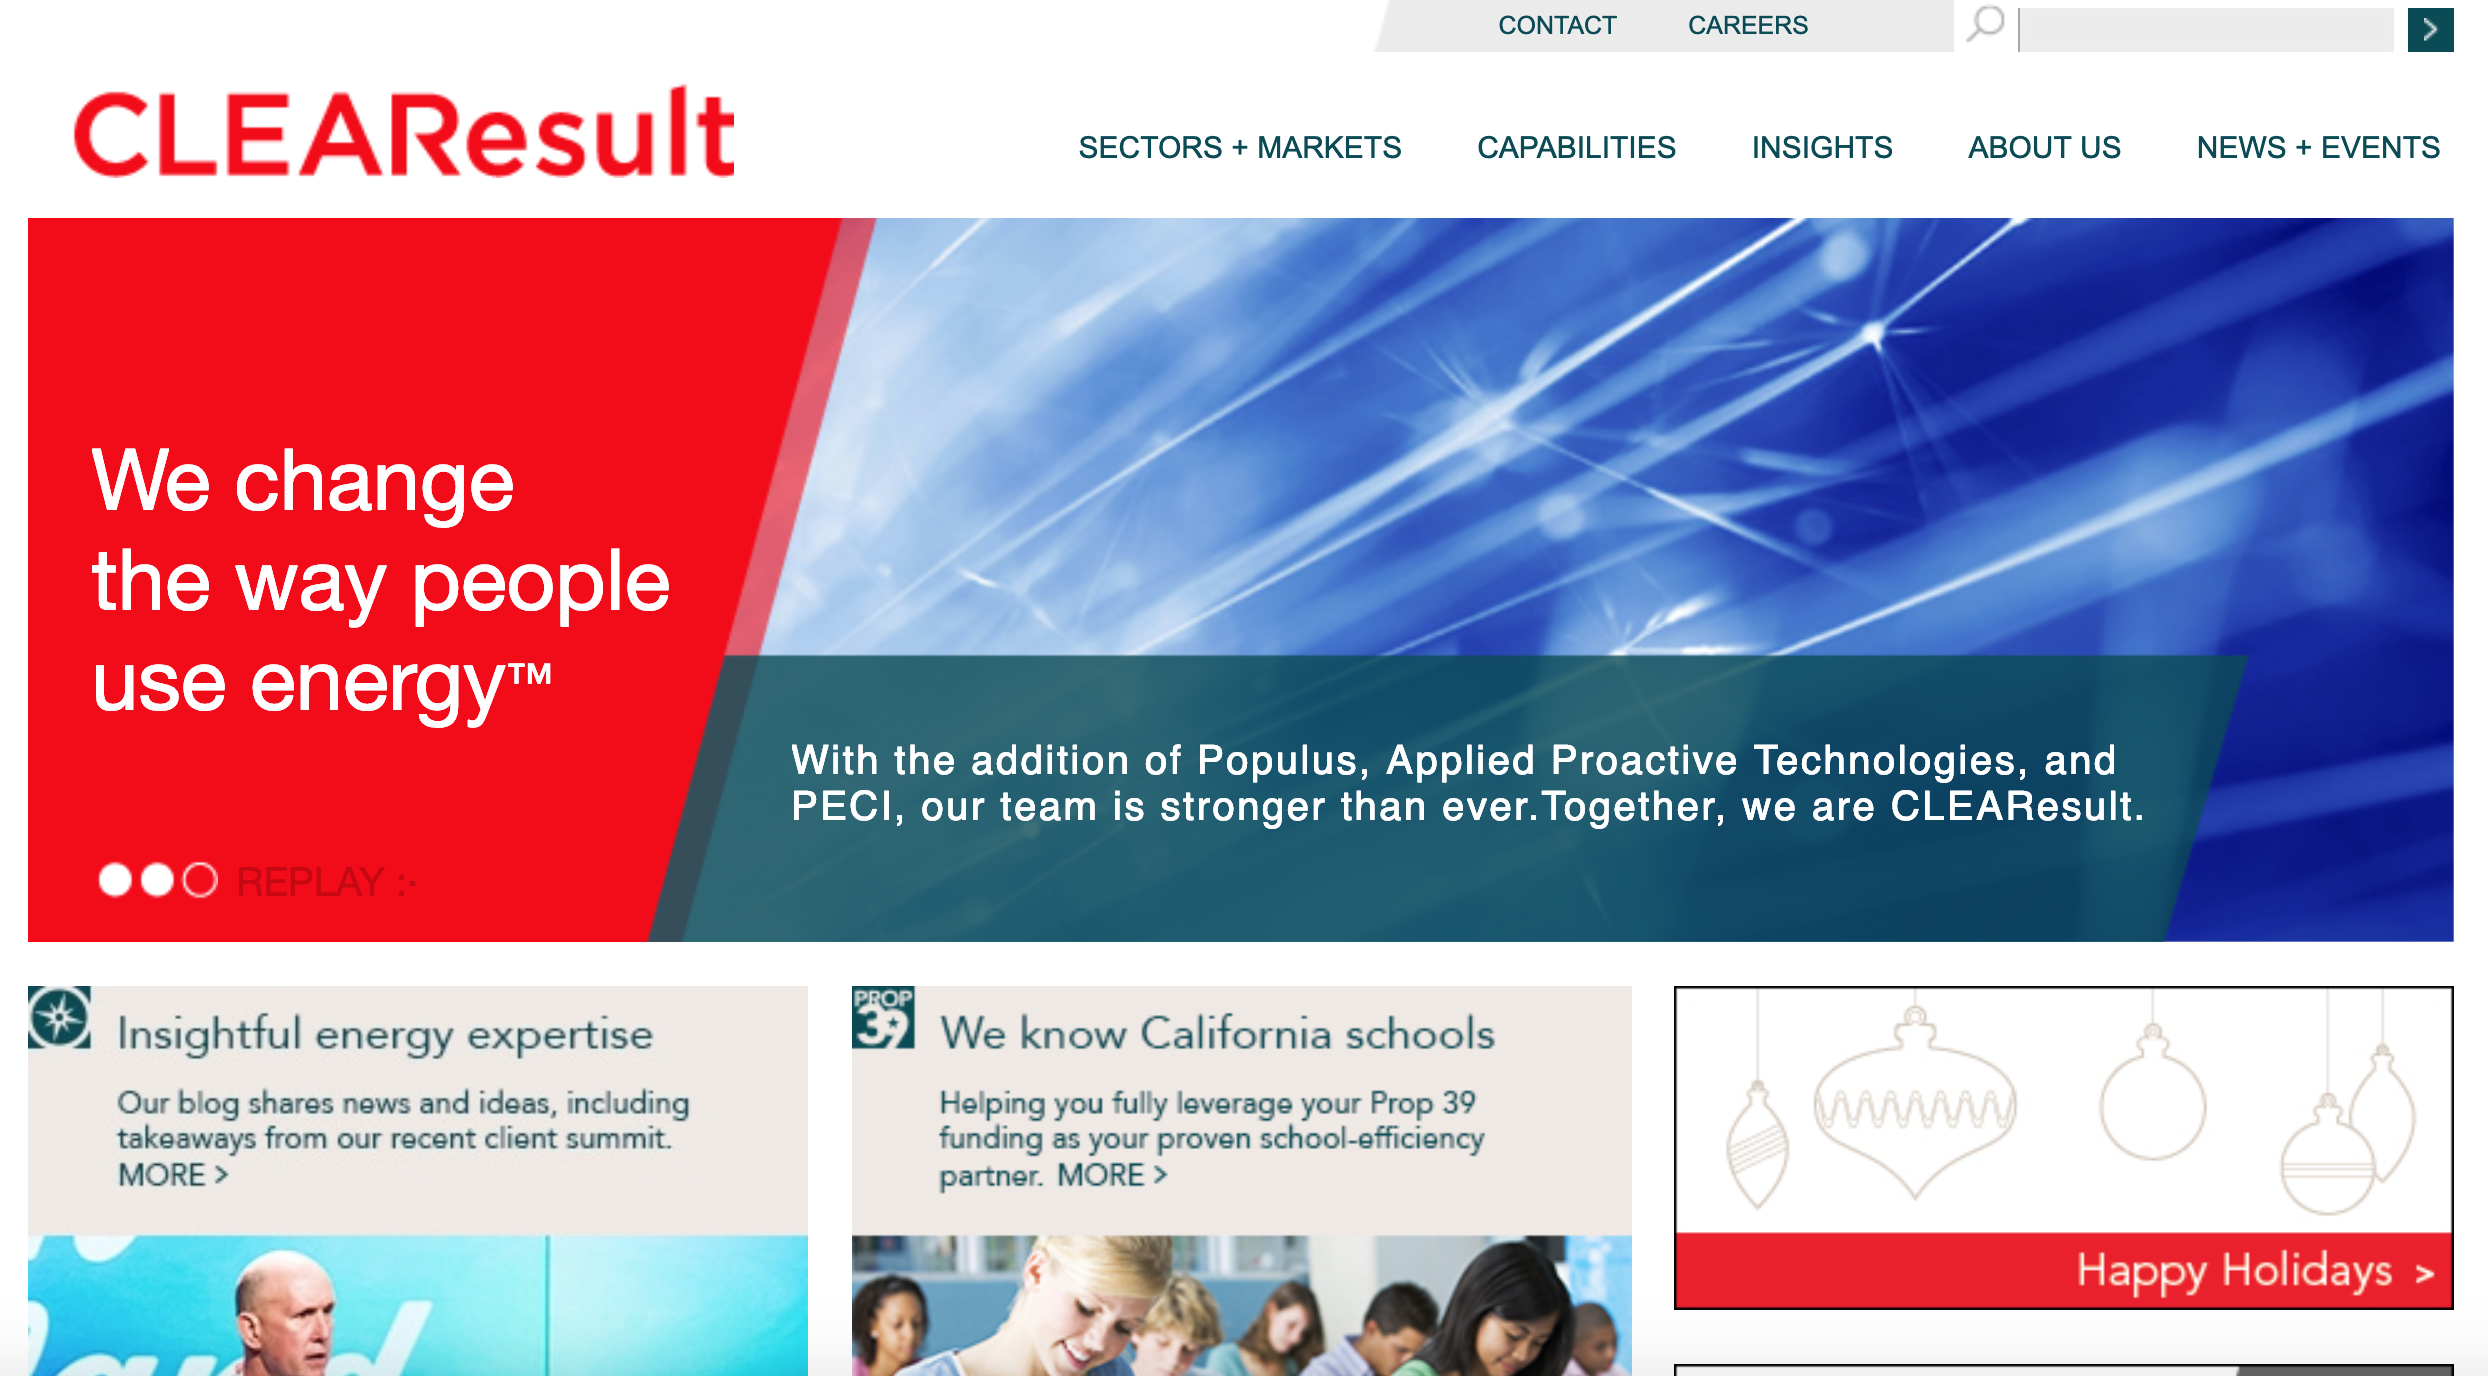 CONTACT CAREERS
CLEAResult
SECTORS + MARKETS CAPABILITIES INSIGHTS ABOUT US NEWS + EVENTS
We change
the way people
use energy™
With the addition of Populus, Applied Proactive Technologies, and
PECI, our team is stronger than ever.Together, we are CLEAResult.
REPLAY
PROP
39
Insightful energy expertise
Our blog shares news and ideas, including
takeaways from our recent client summit.
MORE >
We know California schools
Helping you fully leverage your Prop 39
funding as your proven school-efficiency
partner. MORE >
Happy Holidays >